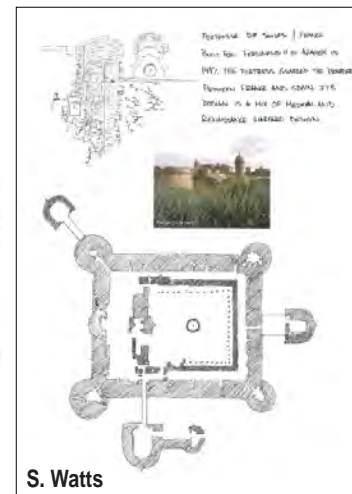 FORTRESS OF SALSES / FRANCE
BUILT FOR FERDINAND II OF ARAGON IN
1497. THE FORTRESS GUARDED THE BORDER
BETWEEN FRANCE AND SPAIN. ITS
DESIGN IS A MIX OF MEDIEVAL AND
RENAISSANCE DESIGN
S. Watts